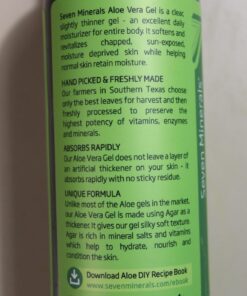 Seven Minerals Aloe Vera Gel is a clear
slightly thinner gel - an excellent daily
moisturizer for entire body. It softens and
revitalizes chapped, sun-exposed,
moisture deprived skin while helping
normal skin retain moisture.
HAND PICKED & FRESHLY MADE
Our farmers in Southern Texas choose
only the best leaves for harvest and then
freshly processed to preserve the
highest potency of vitamins, enzymes
and minerals.
ABSORBS RAPIDLY
Our Aloe Vera Gel does not leave a layer of
an artificial thickener on your skin - it
absorbs rapidly with no sticky residue.
UNIQUE FORMULA
Unlike most of the Aloe gels in the market,
our Aloe Vera Gel is made using Agar as a
thickener. It gives our gel silky soft texture.
Agar is rich in mineral salts and vitamins
which help to hydrate, nourish and
condition the skin.
Download Aloe DIY Recipe Book
www.sevenminerals.com/ebook
Seven Minerals